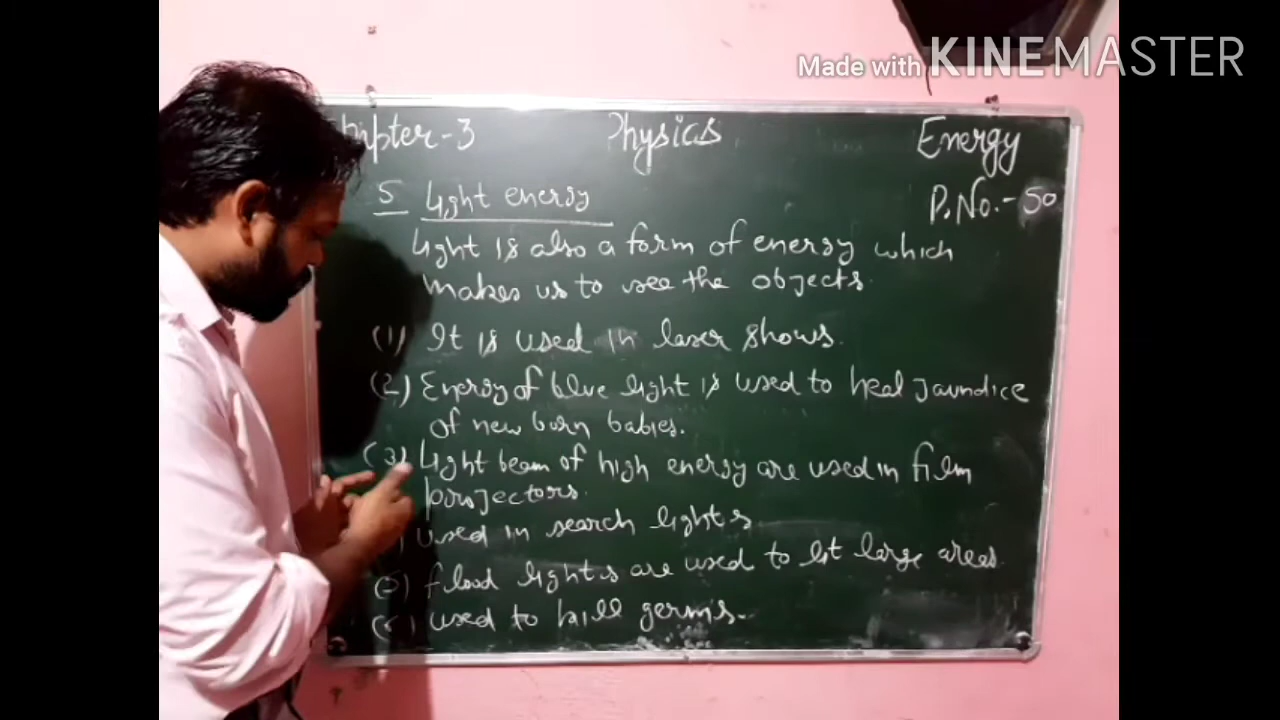 Made with KINEMASTER
Chapter-3 Physics Energy
P.No.- 50
5 Light energy
Light is also a form of energy which
makes us to see the objects.
(1) It is used in laser shows.
(2) Energy of blue light is used to heal jaundice
of new born babies.
(3) Light beam of high energy are used in film
projectors.
) used in search lights.
(5) flood lights are used to lit large areas.
( ) used to kill germs.